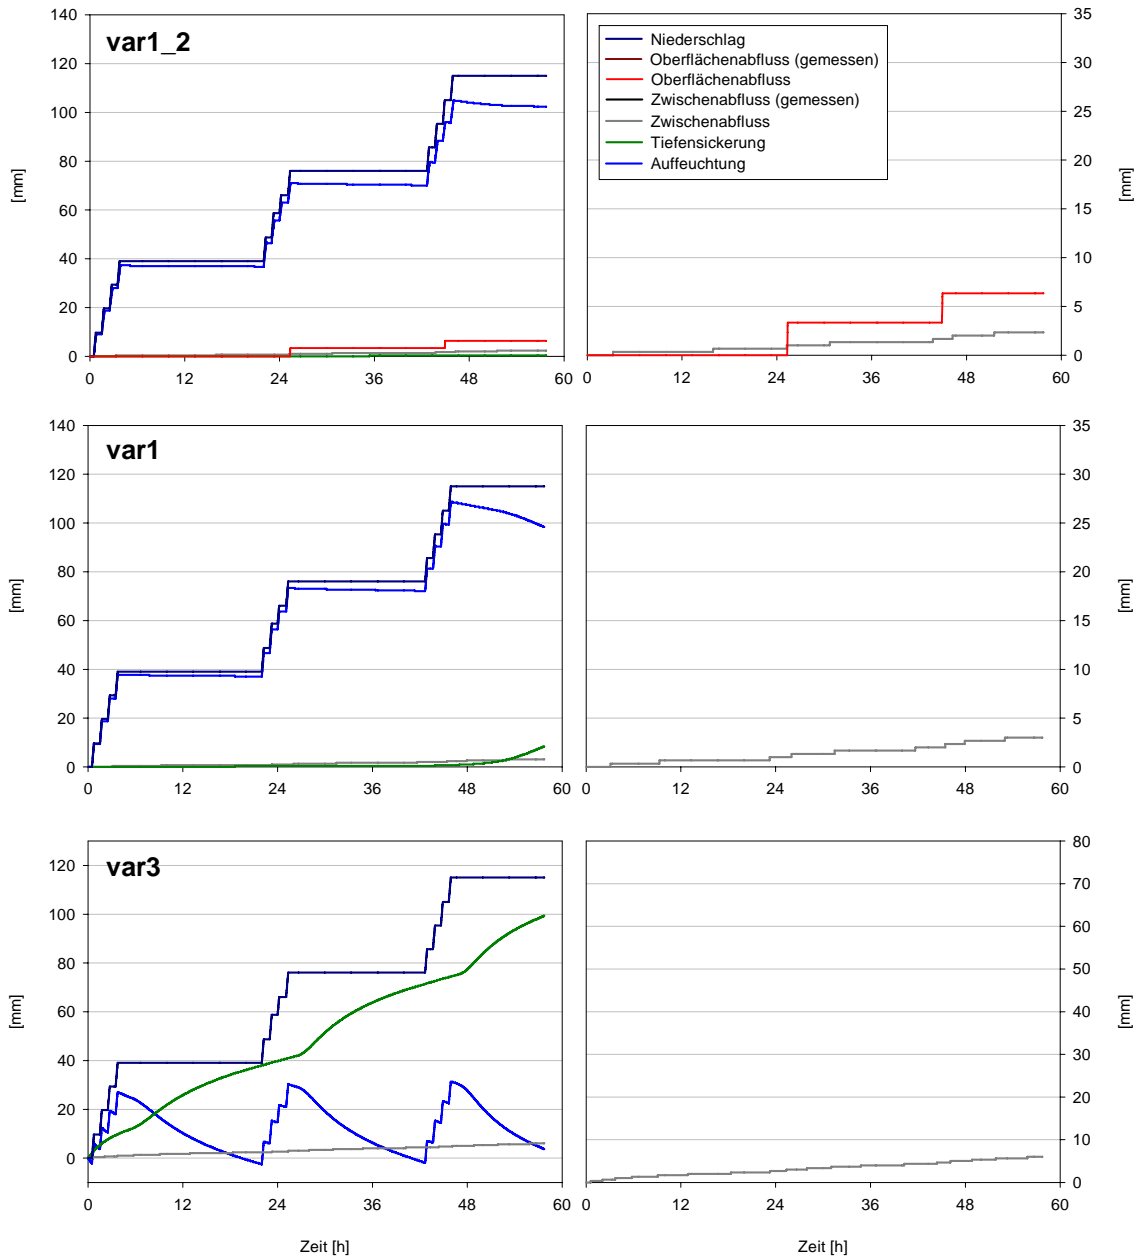 var1_2
140
120
100
80
60
40
20
0
[mm]
0 12 24 36 48 60
Niederschlag
Oberflächenabfluss (gemessen)
Oberflächenabfluss
Zwischenabfluss (gemessen)
Zwischenabfluss
Tiefensickerung
Auffeuchtung
35
30
25
20
15
10
5
0
[mm]
0 12 24 36 48 60
var1
140
120
100
80
60
40
20
0
[mm]
0 12 24 36 48 60
35
30
25
20
15
10
5
0
[mm]
0 12 24 36 48 60
var3
120
100
80
60
40
20
0
[mm]
0 12 24 36 48 60
Zeit [h]
80
70
60
50
40
30
20
10
0
[mm]
0 12 24 36 48 60
Zeit [h]